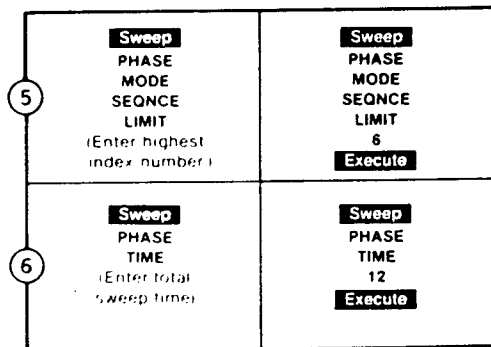 5
Sweep
PHASE
MODE
SEQNCE
LIMIT
(Enter highest
index number.)
Sweep
PHASE
MODE
SEQNCE
LIMIT
6
Execute
6
Sweep
PHASE
TIME
(Enter total
sweep time)
Sweep
PHASE
TIME
12
Execute